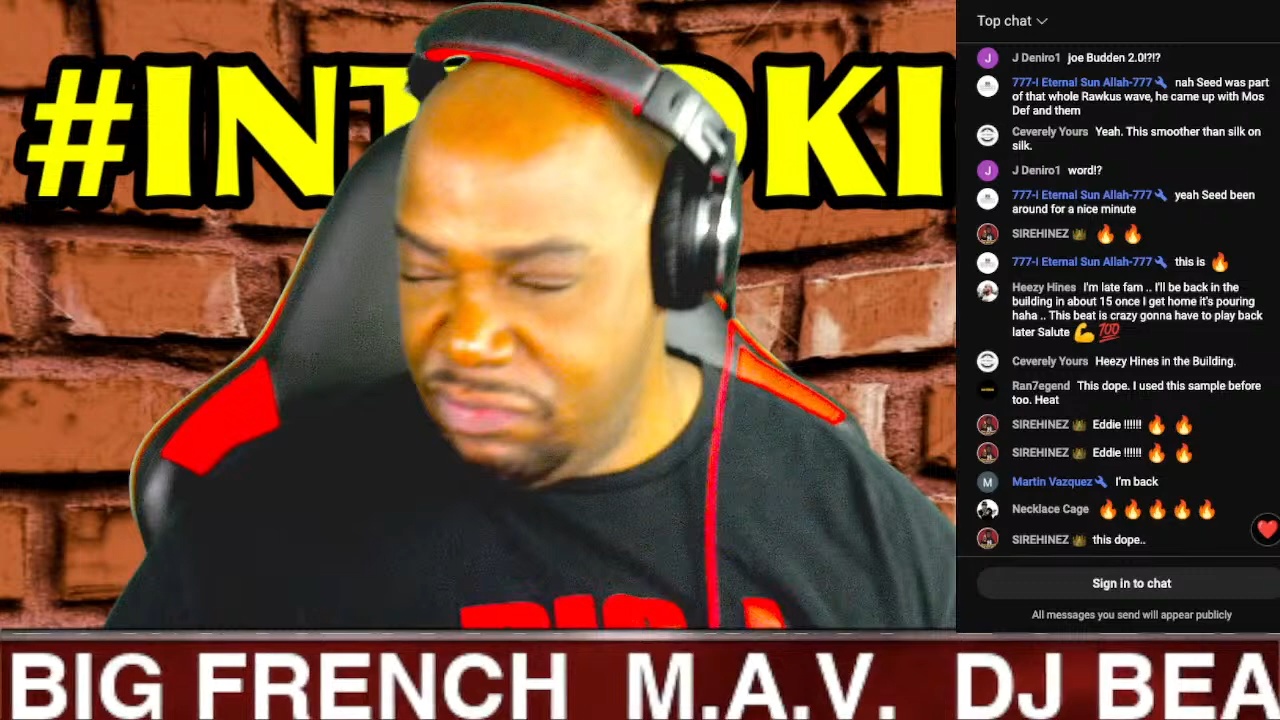 #INT OKI
Top chat
J Deniro1 joe Budden 2.0!?!?
777-I Eternal Sun Allah-777 nah Seed was part
of that whole Rawkus wave, he came up with Mos
Def and them
Ceverely Yours Yeah. This smoother than silk on
silk.
J Deniro1 word!?
777-I Eternal Sun Allah-777 yeah Seed been
around for a nice minute
SIREHINEZ 🔥 🔥
777-I Eternal Sun Allah-777 this is 🔥
Heezy Hines I'm late fam .. I'll be back in the
building in about 15 once I get home it's pouring
haha .. This beat is crazy gonna have to play back
later Salute 💪 💯
Ceverely Yours Heezy Hines in the Building.
Ran7egend This dope. I used this sample before
too. Heat
SIREHINEZ Eddie !!!!!! 🔥 🔥
SIREHINEZ Eddie !!!!!! 🔥 🔥
Martin Vazquez I'm back
Necklace Cage 🔥 🔥 🔥 🔥 🔥
SIREHINEZ this dope..
Sign in to chat
All messages you send will appear publicly
BIG FRENCH M.A.V. DJ BEA